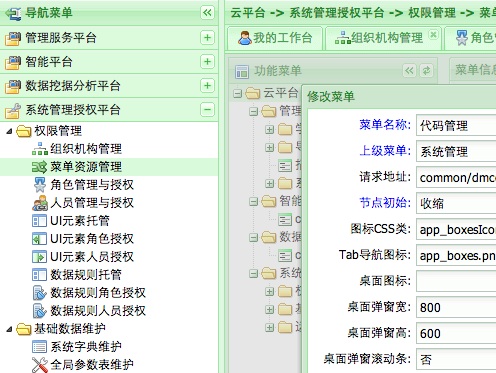 导航菜单
管理服务平台
智能平台
数据挖掘分析平台
系统管理授权平台
权限管理
组织机构管理
菜单资源管理
角色管理与授权
人员管理与授权
UI元素托管
UI元素角色授权
UI元素人员授权
数据规则托管
数据规则角色授权
数据规则人员授权
基础数据维护
系统字典维护
全局参数表维护
云平台 -> 系统管理授权平台 -> 权限管理 -> 菜单
我的工作台
组织机构管理
角色
功能菜单
菜单信息
云平台
管理
智能
数据
系统
修改菜单
菜单名称: 代码管理
上级菜单: 系统管理
请求地址: common/dmc
节点初始: 收缩
图标CSS类: app_boxesIcon
Tab导航图标: app_boxes.pn
桌面图标:
桌面弹窗宽: 800
桌面弹窗高: 600
桌面弹窗滚动条: 否